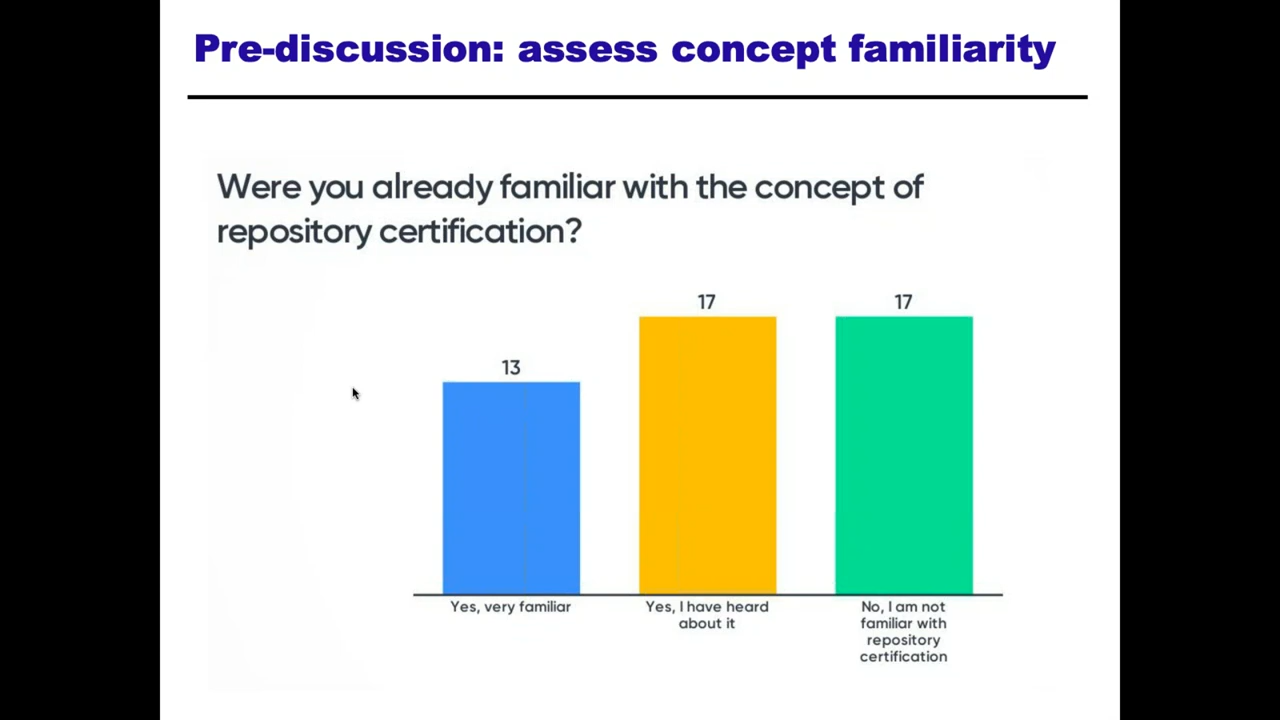 Pre-discussion: assess concept familiarity
Were you already familiar with the concept of
repository certification?
13
17
17
Yes, very familiar
Yes, I have heard
about it
No, I am not
familiar with
repository
certification